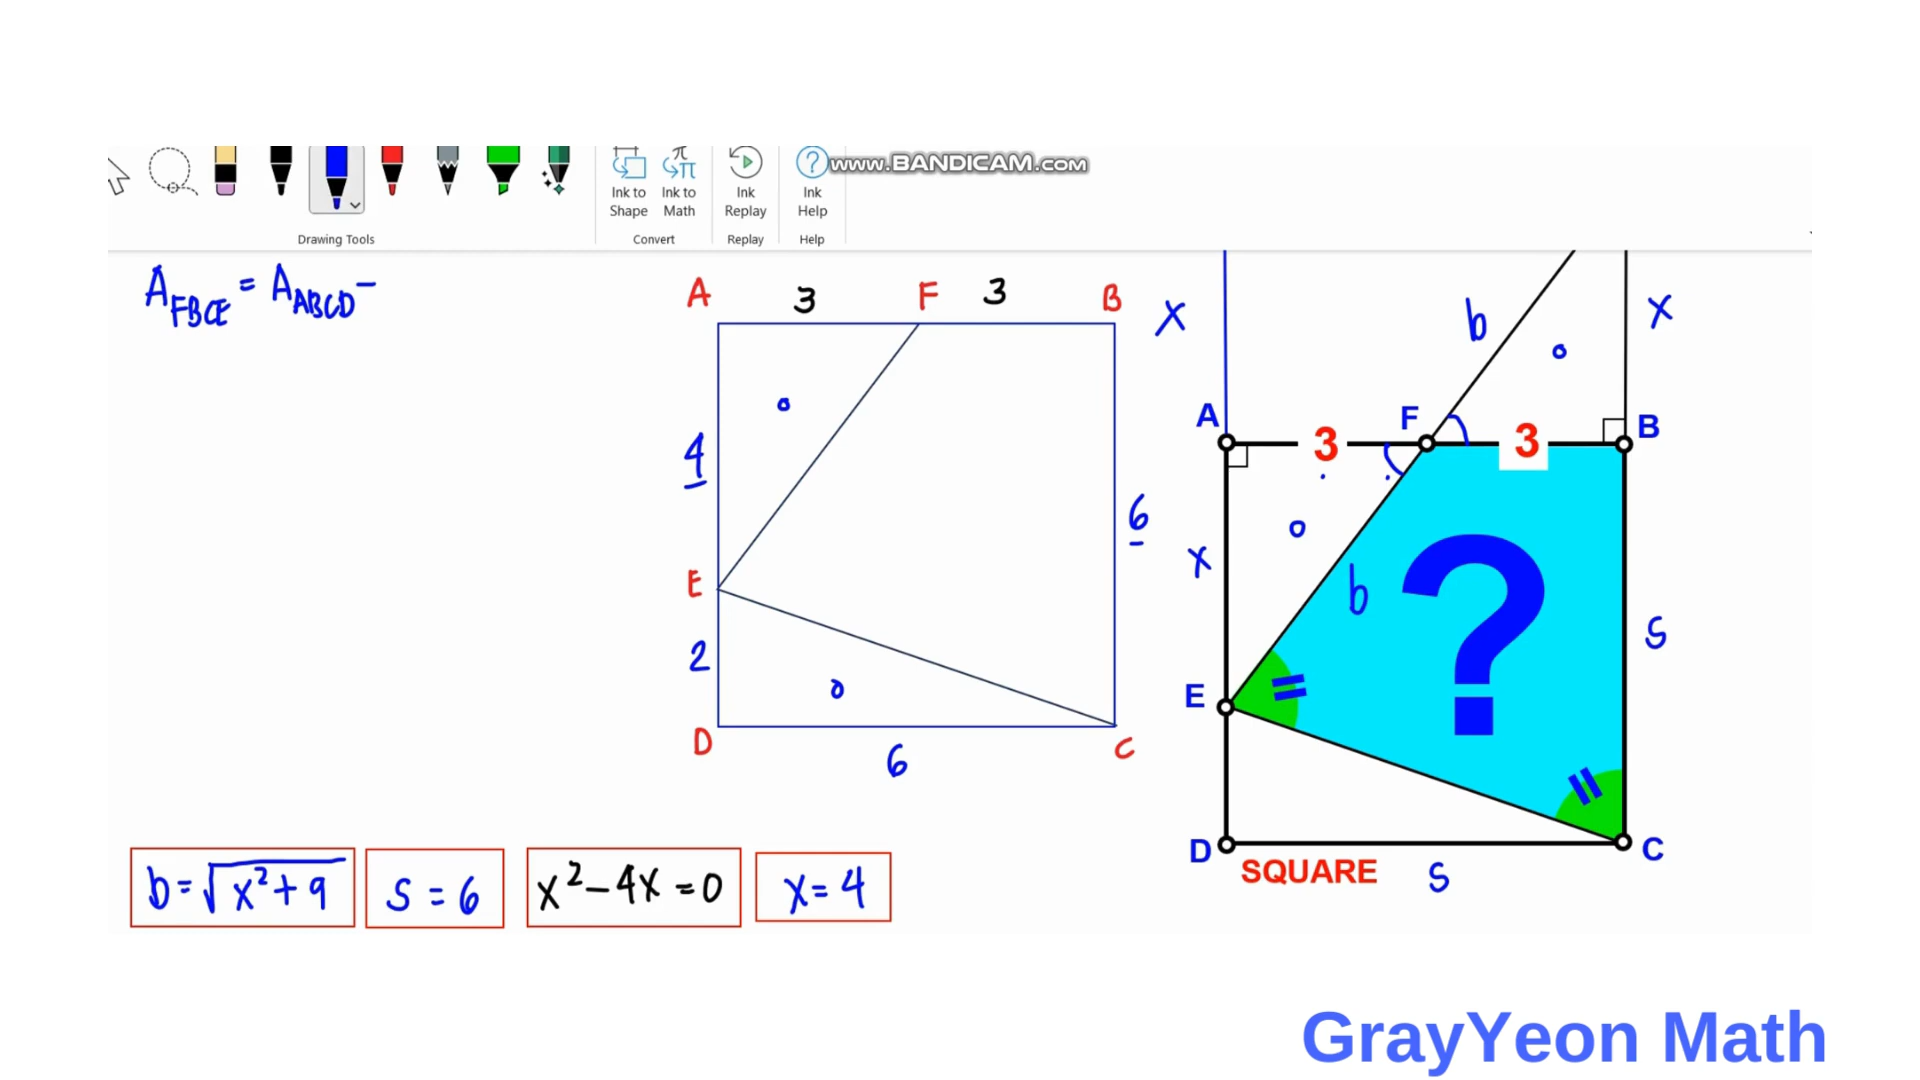 www.BANDICAM.com
Ink to Shape
Ink to Math
Ink Replay
Ink Help
Drawing Tools
Convert
Replay
Help
A_FBCE = A_ABCD −
A 3 F 3 B
4
6
E
2
D
6
C
x
b
x
A
F
3
3
B
x
b
?
S
E
D
SQUARE
S
C
b = √(x² + 9)
S = 6
x² − 4x = 0
x = 4
GrayYeon Math